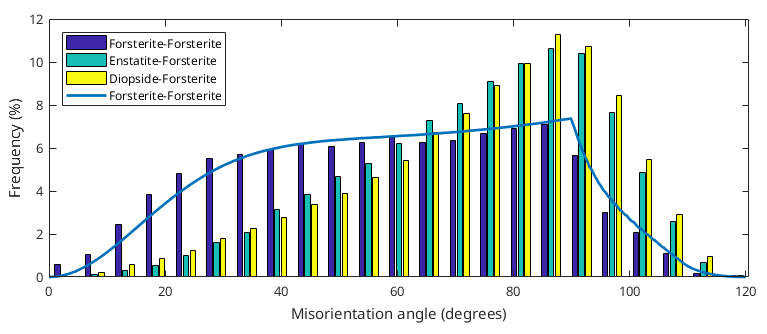 12
10
8
6
4
2
0
Frequency (%)
Forsterite-Forsterite
Enstatite-Forsterite
Diopside-Forsterite
Forsterite-Forsterite
0 20 40 60 80 100 120
Misorientation angle (degrees)